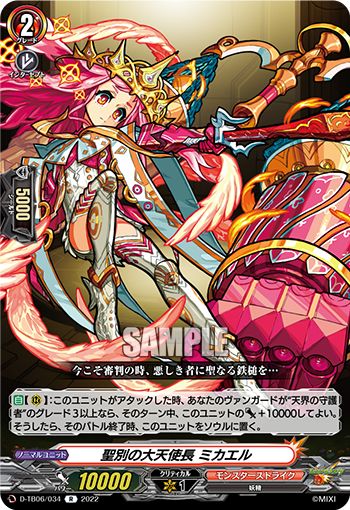 2
グレード
インターセプト
シールド
5000
SAMPLE
今こそ審判の時、悪しき者に聖なる鉄槌を…
自【R】：このユニットがアタックした時、あなたのヴァンガードが“天界の守護
者”のグレード3以上なら、そのターン中、このユニットの+10000してよい。
そうしたら、そのバトル終了時、このユニットをソウルに置く。
ノーマルユニット
聖別の大天使長 ミカエル
パワー
10000
クリティカル
1
モンスターストライク
妖精
D-TB06/034 R 2022
©MIXI